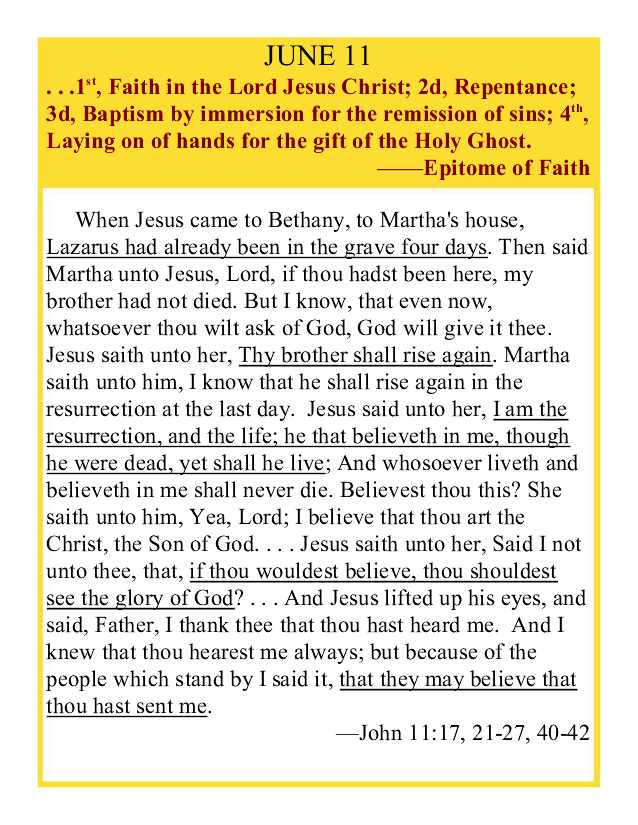 JUNE 11
. . .1st, Faith in the Lord Jesus Christ; 2d, Repentance;
3d, Baptism by immersion for the remission of sins; 4th,
Laying on of hands for the gift of the Holy Ghost.
——Epitome of Faith
When Jesus came to Bethany, to Martha's house,
Lazarus had already been in the grave four days. Then said
Martha unto Jesus, Lord, if thou hadst been here, my
brother had not died. But I know, that even now,
whatsoever thou wilt ask of God, God will give it thee.
Jesus saith unto her, Thy brother shall rise again. Martha
saith unto him, I know that he shall rise again in the
resurrection at the last day.  Jesus said unto her, I am the
resurrection, and the life; he that believeth in me, though
he were dead, yet shall he live; And whosoever liveth and
believeth in me shall never die. Believest thou this? She
saith unto him, Yea, Lord; I believe that thou art the
Christ, the Son of God. . . . Jesus saith unto her, Said I not
unto thee, that, if thou wouldest believe, thou shouldest
see the glory of God? . . . And Jesus lifted up his eyes, and
said, Father, I thank thee that thou hast heard me.  And I
knew that thou hearest me always; but because of the
people which stand by I said it, that they may believe that
thou hast sent me.
—John 11:17, 21-27, 40-42